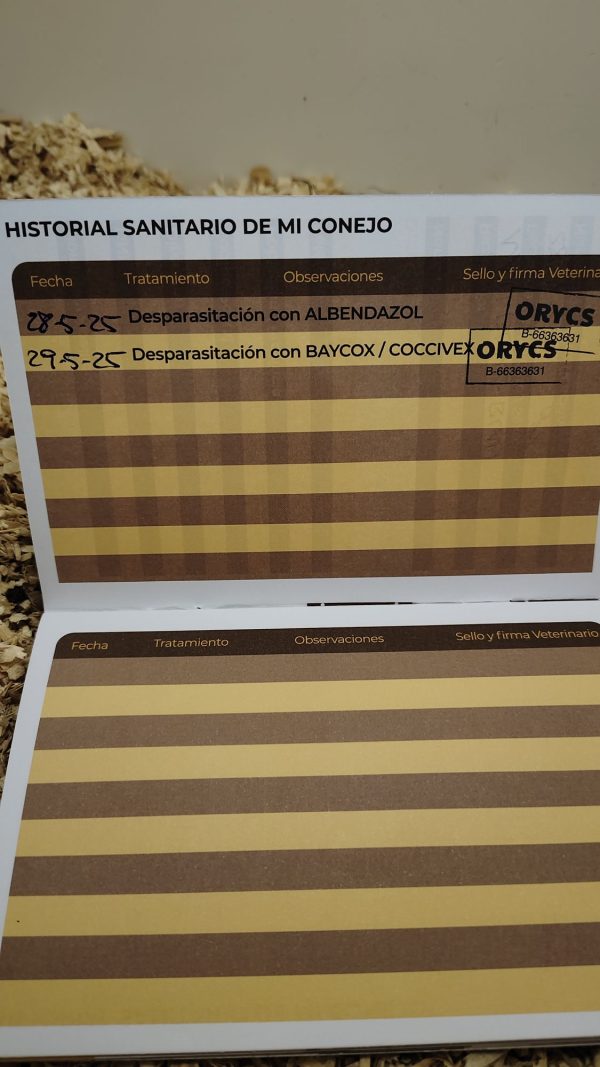 HISTORIAL SANITARIO DE MI CONEJO
Fecha Tratamiento Observaciones Sello y firma Veterina
28-5-25 Desparasitación con ALBENDAZOL ORYCS
B-66363631
29-5-25 Desparasitación con BAYCOX / COCCIVEX ORYCS
B-66363631
Fecha Tratamiento Observaciones Sello y firma Veterinario